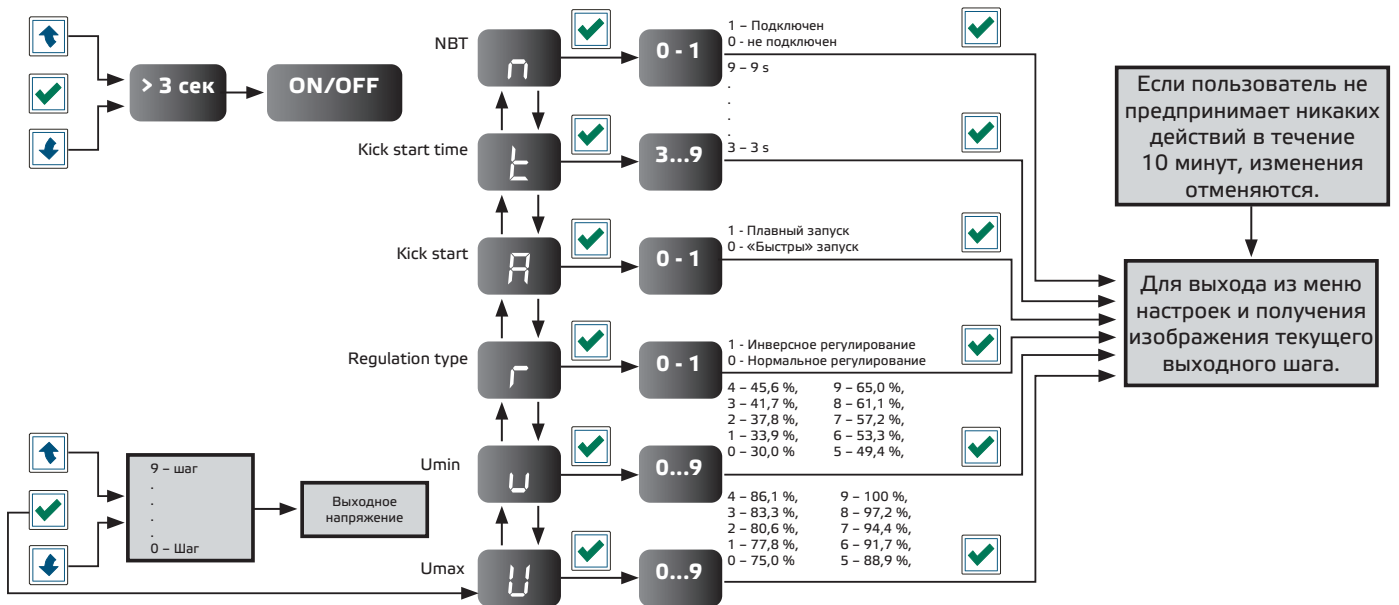 > 3 сек
ON/OFF
NBT
n
0 - 1
1 – Подключен
0 - не подключен
Kick start time
t
3...9
9 – 9 s
.
.
.
.
3 – 3 s
Kick start
A
0 - 1
1 - Плавный запуск
0 - «Быстры» запуск
Regulation type
r
0 - 1
1 - Инверсное регулирование
0 - Нормальное регулирование
Umin
u
0...9
4 – 45,6 %, 9 – 65,0 %,
3 – 41,7 %, 8 – 61,1 %,
2 – 37,8 %, 7 – 57,2 %,
1 – 33,9 %, 6 – 53,3 %,
0 – 30,0 % 5 – 49,4 %,
Umax
U
0...9
4 – 86,1 %, 9 – 100 %,
3 – 83,3 %, 8 – 97,2 %,
2 – 80,6 %, 7 – 94,4 %,
1 – 77,8 %, 6 – 91,7 %,
0 – 75,0 % 5 – 88,9 %,
9 – шаг
.
.
.
.
0 – Шаг
Выходное
напряжение
Если пользователь не
предпринимает никаких
действий в течение
10 минут, изменения
отменяются.
Для выхода из меню
настроек и получения
изображения текущего
выходного шага.